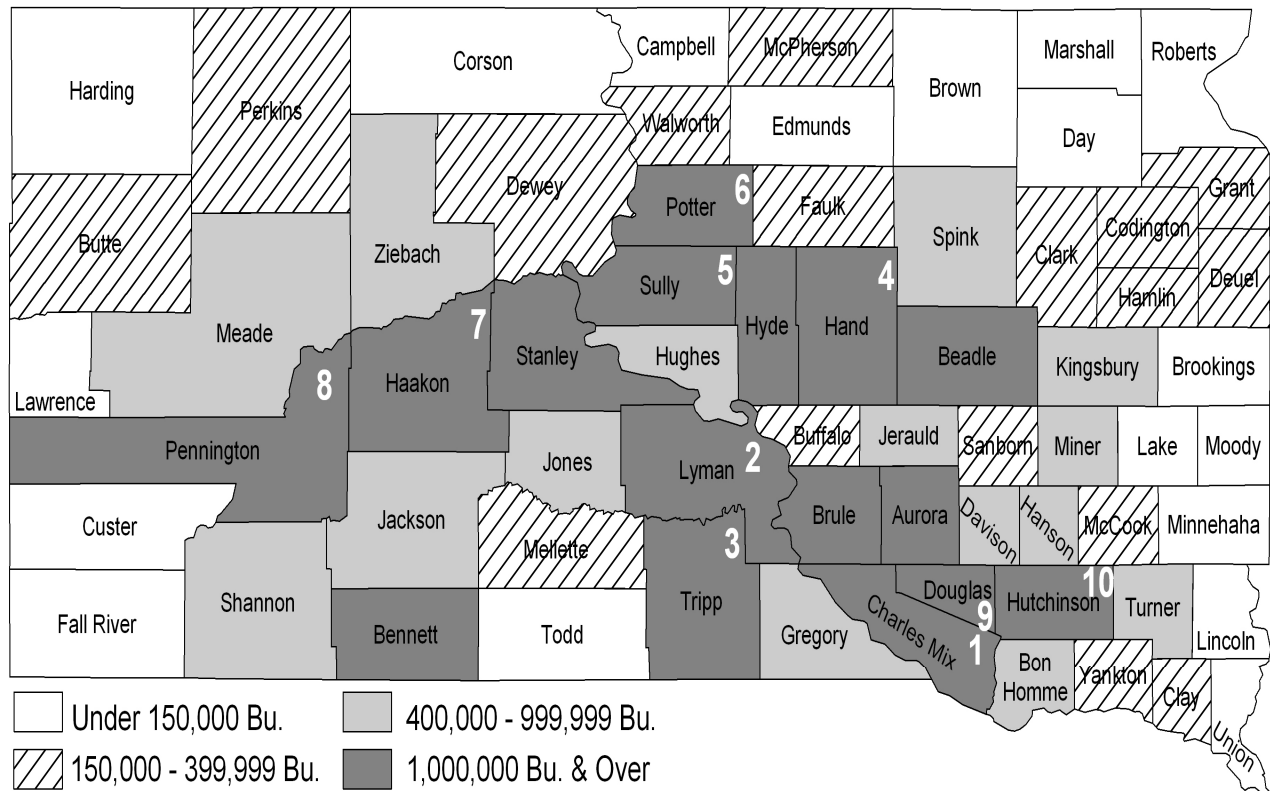 Harding
Perkins
Corson
Campbell
McPherson
Brown
Marshall
Roberts
Walworth
Edmunds
Day
Butte
Dewey
Potter
6
Faulk
Spink
Clark
Codington
Grant
Ziebach
Sully
5
Hyde
Hand
4
Hamlin
Deuel
Meade
7
Haakon
Stanley
Hughes
Beadle
Kingsbury
Brookings
Lawrence
8
Pennington
Jones
Lyman
2
Buffalo
Jerauld
Sanborn
Miner
Lake
Moody
Custer
Jackson
Mellette
3
Brule
Aurora
Davison
Hanson
McCook
Minnehaha
Fall River
Shannon
Bennett
Todd
Tripp
Gregory
Charles Mix
1
Douglas
9
Hutchinson
10
Turner
Lincoln
Bon
Homme
Yankton
Clay
Union
Under 150,000 Bu.
400,000 - 999,999 Bu.
150,000 - 399,999 Bu.
1,000,000 Bu. & Over